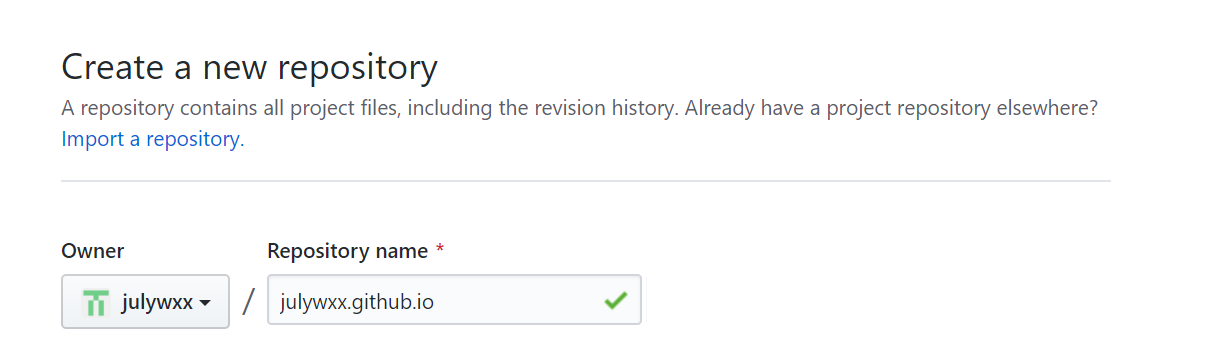 Create a new repository
A repository contains all project files, including the revision history. Already have a project repository elsewhere?
Import a repository.
Owner
Repository name *
julywxx / julywxx.github.io